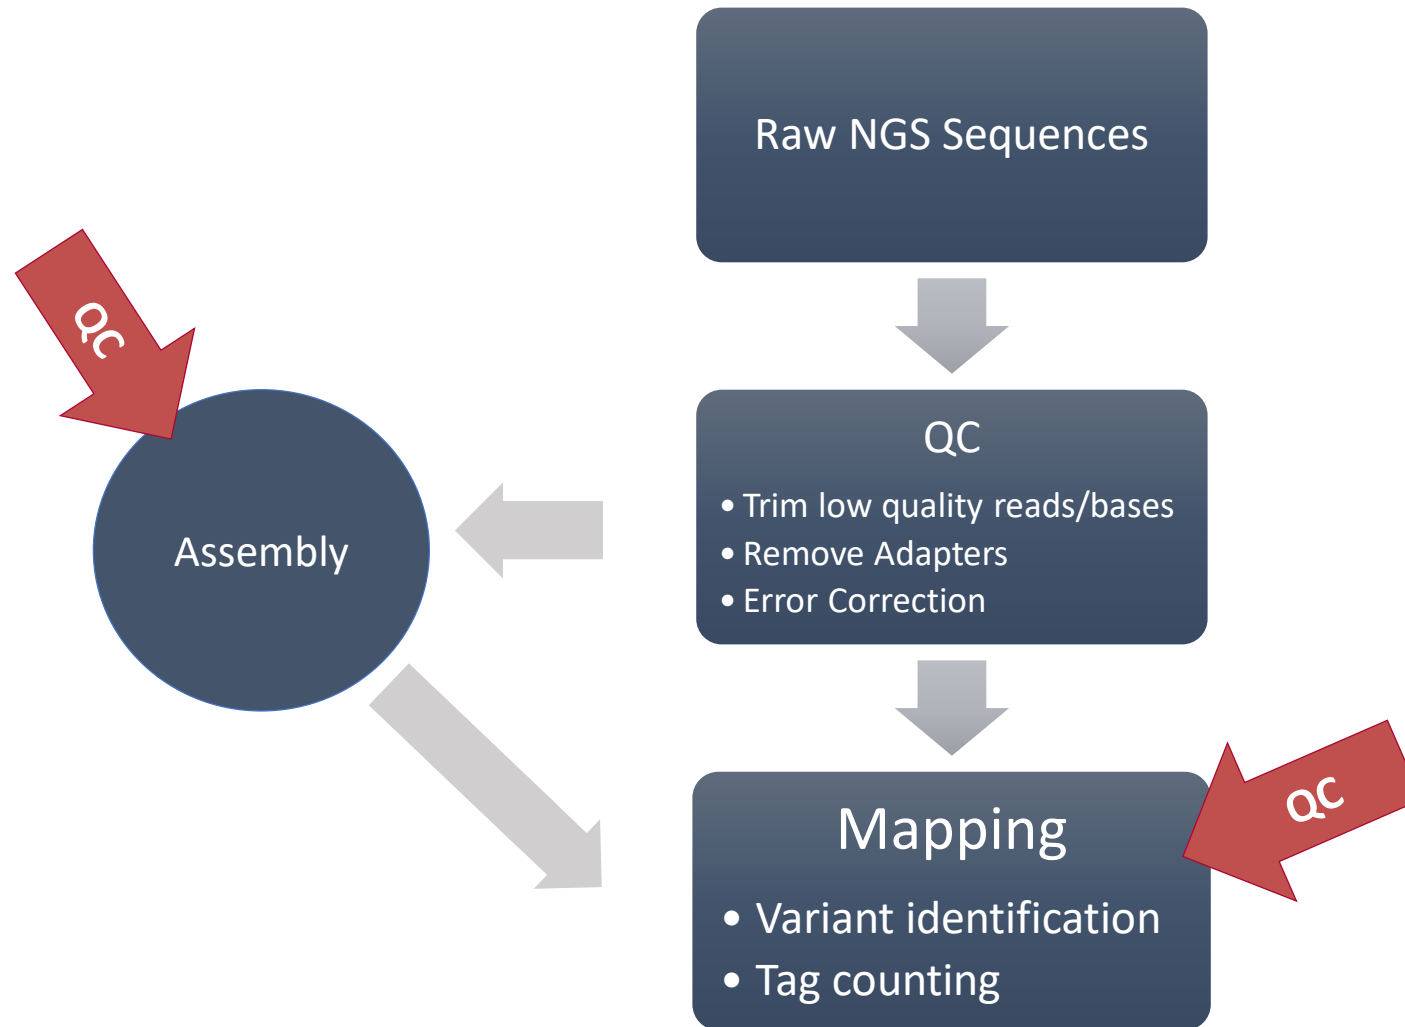 Raw NGS Sequences
QC
QC
• Trim low quality reads/bases
• Remove Adapters
• Error Correction
Assembly
Mapping
• Variant identification
• Tag counting
QC